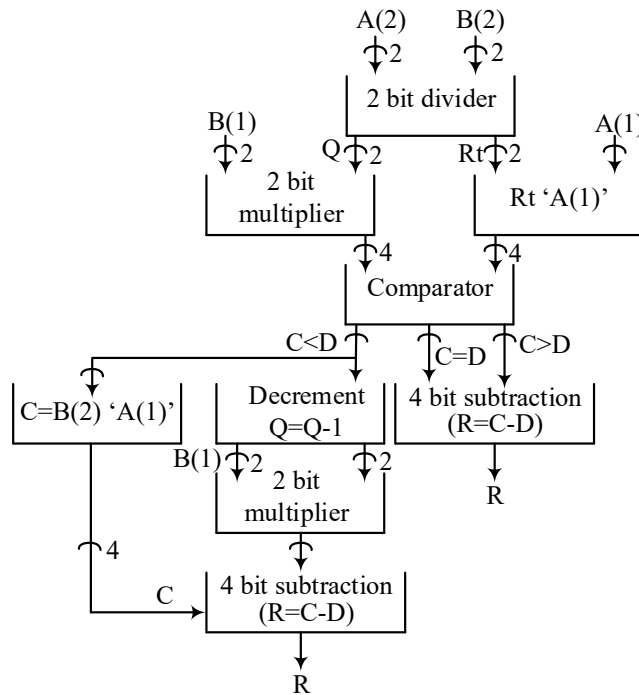 A(2) B(2)
2 2
2 bit divider
B(1) A(1)
2 Q 2 Rt 2
2 bit
multiplier
Rt ‘A(1)’
4 4
Comparator
C<D C=D C>D
C=B(2) ‘A(1)’
Decrement
Q=Q-1
4 bit subtraction
(R=C-D)
B(1) 2 2
R
2 bit
multiplier
4
C
4 bit subtraction
(R=C-D)
R